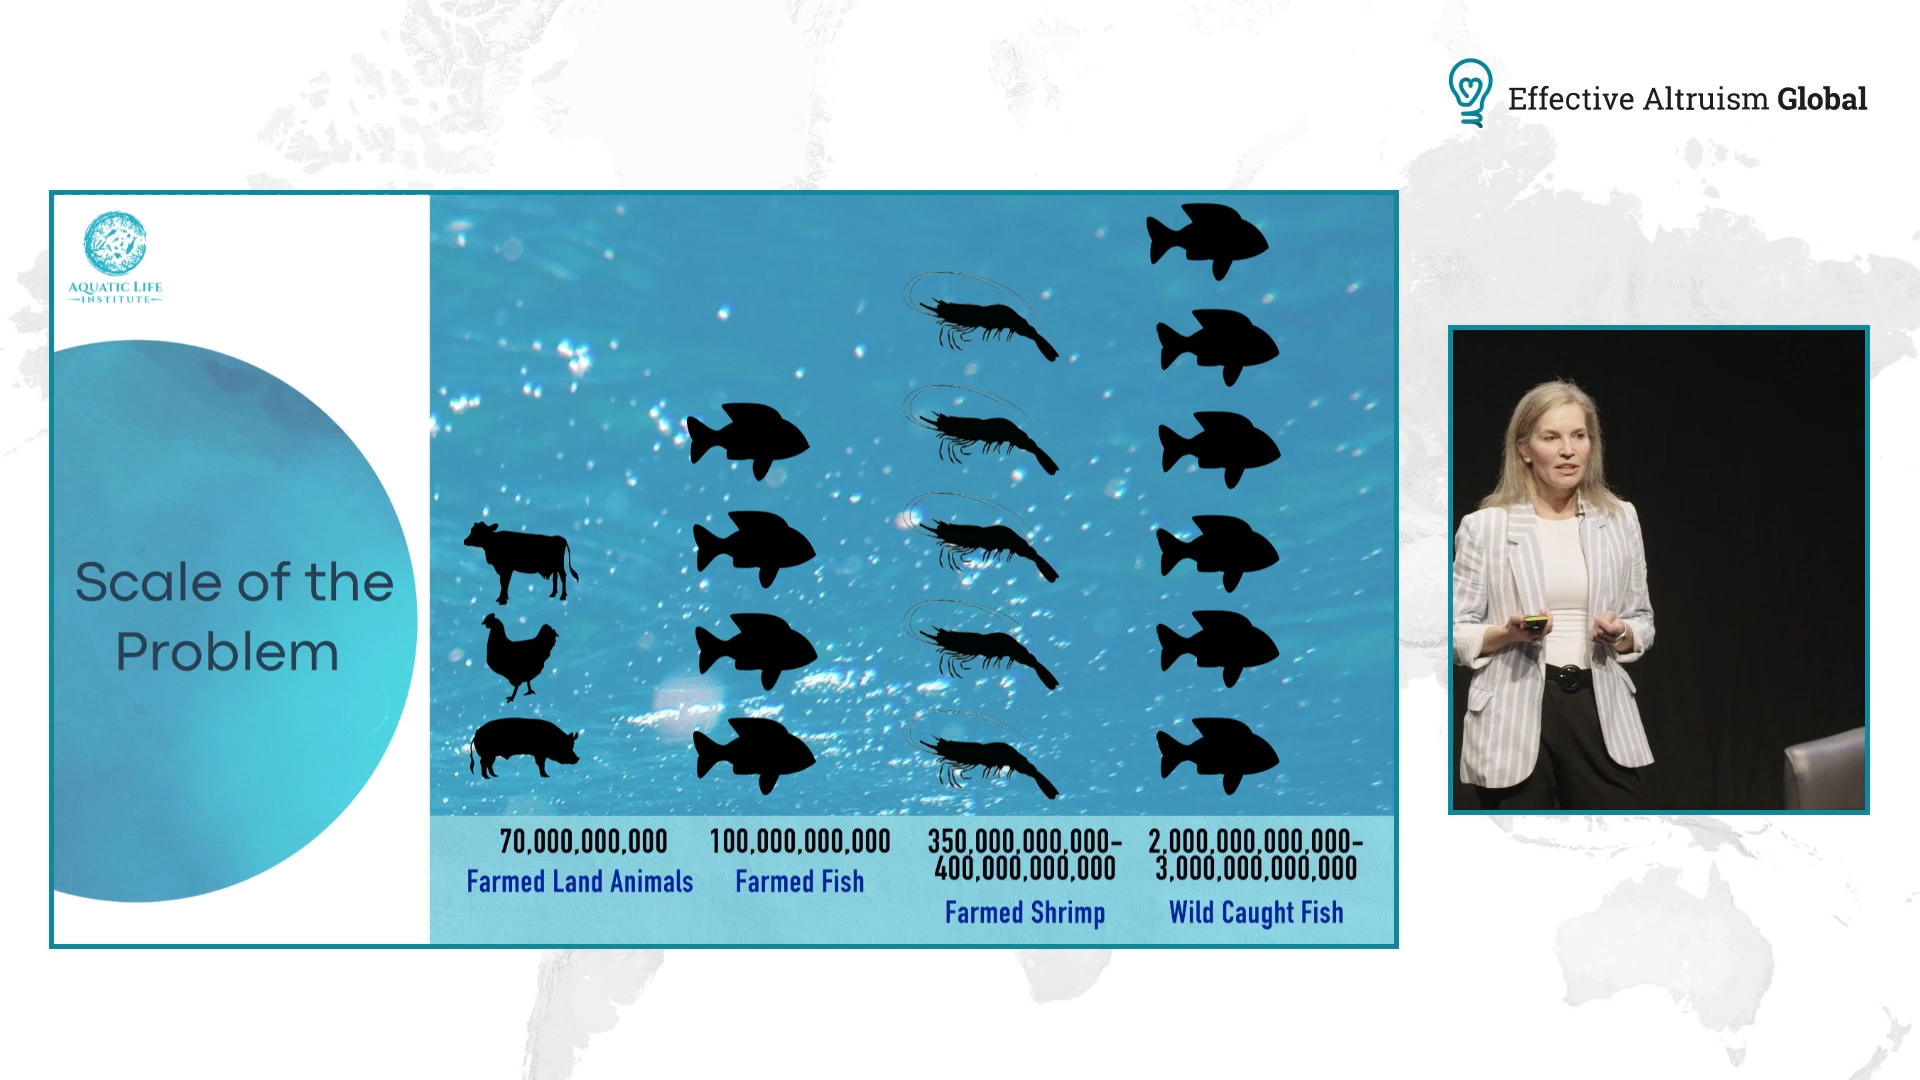 Effective Altruism Global
AQUATIC LIFE
INSTITUTE
Scale of the
Problem
70,000,000,000
Farmed Land Animals
100,000,000,000
Farmed Fish
350,000,000,000-
400,000,000,000
Farmed Shrimp
2,000,000,000,000-
3,000,000,000,000
Wild Caught Fish